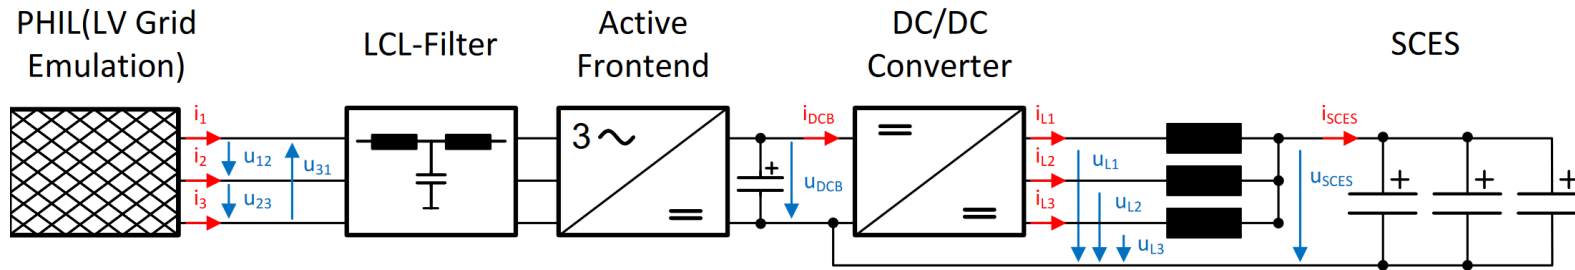 PHIL(LV Grid
Emulation)
LCL-Filter
Active
Frontend
DC/DC
Converter
SCES
i1
i2
i3
u12
u23
u31
3
+
uDCB
iDCB
iL1
iL2
iL3
uL1
uL2
uL3
iSCES
uSCES
+
+
+